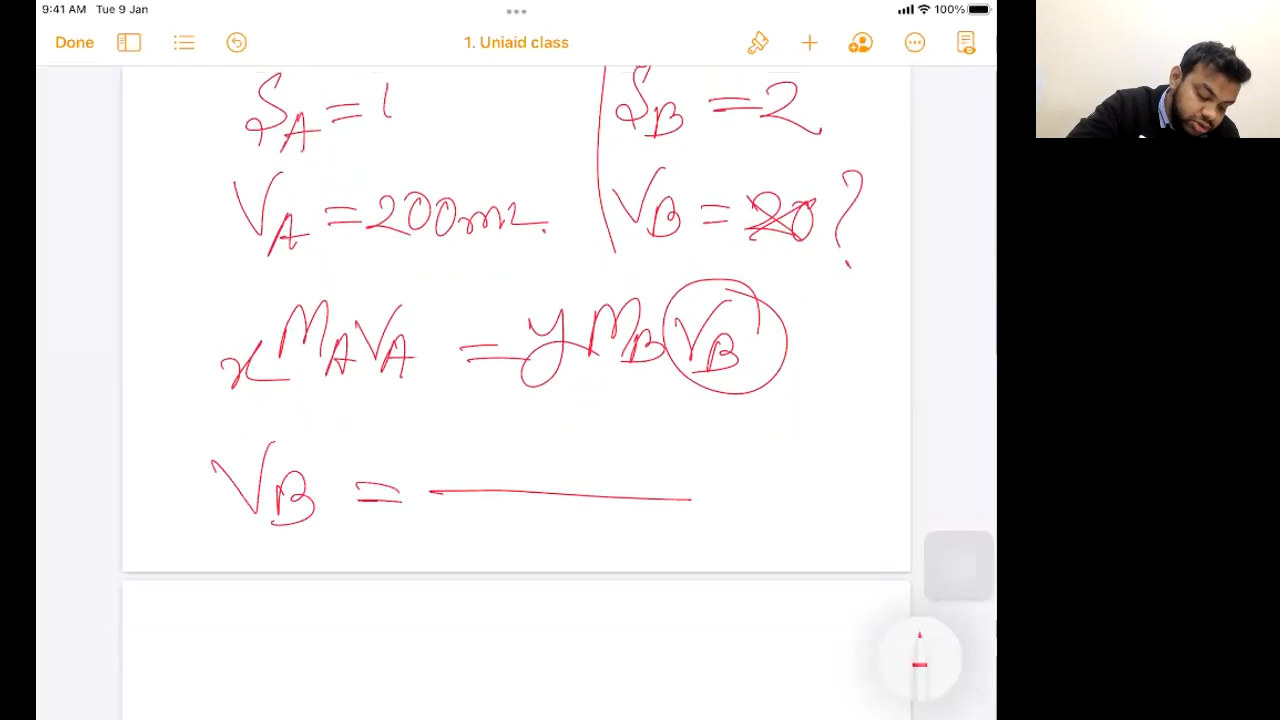 9:41 AM Tue 9 Jan
100%
Done
1. Uniaid class
S_A = 1
S_B = 2
V_A = 200mL.
V_B = 20 ?
x M_A V_A = y M_B V_B
V_B =